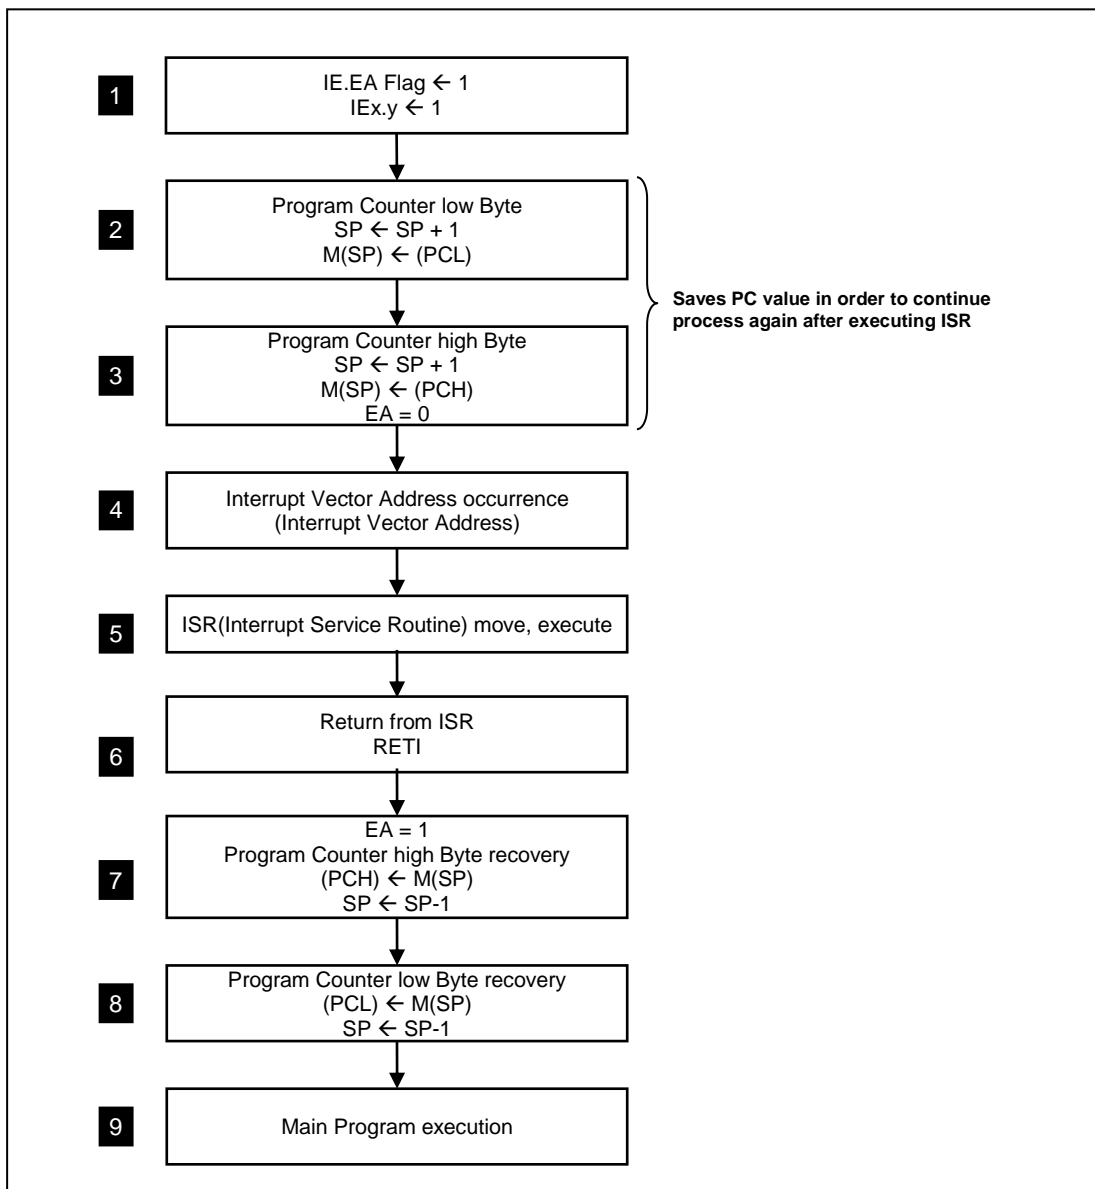 1
IE.EA Flag ← 1
IEx.y ← 1
2
Program Counter low Byte
SP ← SP + 1
M(SP) ← (PCL)
3
Program Counter high Byte
SP ← SP + 1
M(SP) ← (PCH)
EA = 0
Saves PC value in order to continue
process again after executing ISR
4
Interrupt Vector Address occurrence
(Interrupt Vector Address)
5
ISR(Interrupt Service Routine) move, execute
6
Return from ISR
RETI
7
EA = 1
Program Counter high Byte recovery
(PCH) ← M(SP)
SP ← SP-1
8
Program Counter low Byte recovery
(PCL) ← M(SP)
SP ← SP-1
9
Main Program execution